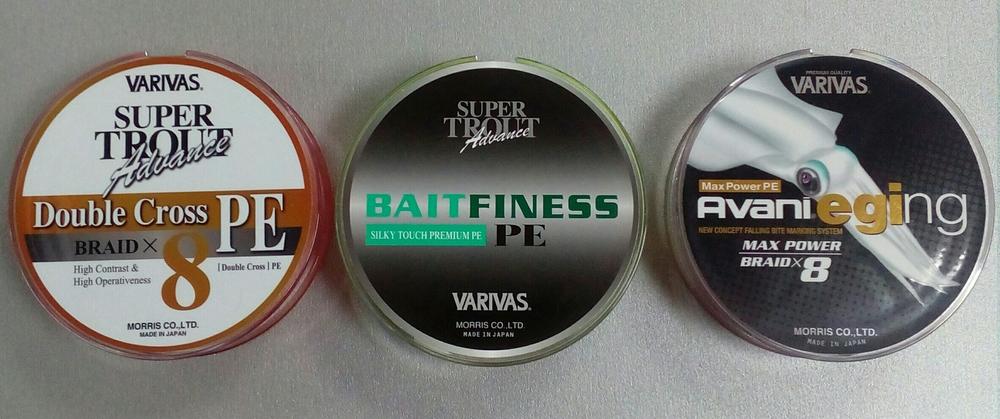 VARIVAS®
SUPER
TROUT
Advance
Double Cross PE
BRAID×8
High Contrast &
High Operativeness
[Double Cross] PE
MORRIS CO.,LTD.
MADE IN JAPAN
SUPER
TROUT
Advance
BAITFINESS
SILKY TOUCH PREMIUM PE PE
VARIVAS®
MORRIS CO.,LTD.
MADE IN JAPAN
PREMIUM QUALITY
VARIVAS®
MaxPower PE
Avani eging
NEW CONCEPT FALLING BITE MARKING SYSTEM
MAX POWER
BRAID×8
MORRIS CO.,LTD.
MADE IN JAPAN